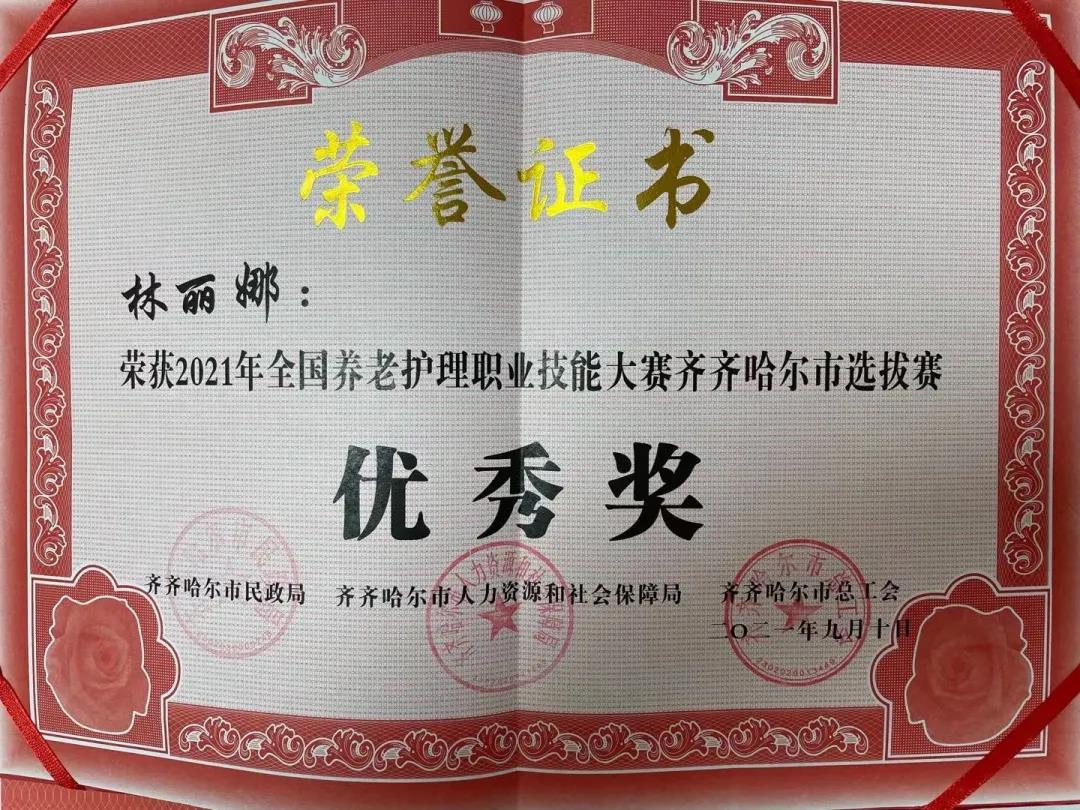 荣誉证书
林丽娜：
荣获2021年全国养老护理职业技能大赛齐齐哈尔市选拔赛
优秀奖
齐齐哈尔市民政局 齐齐哈尔市人力资源和社会保障局 齐齐哈尔市总工会
二〇二一年九月十日